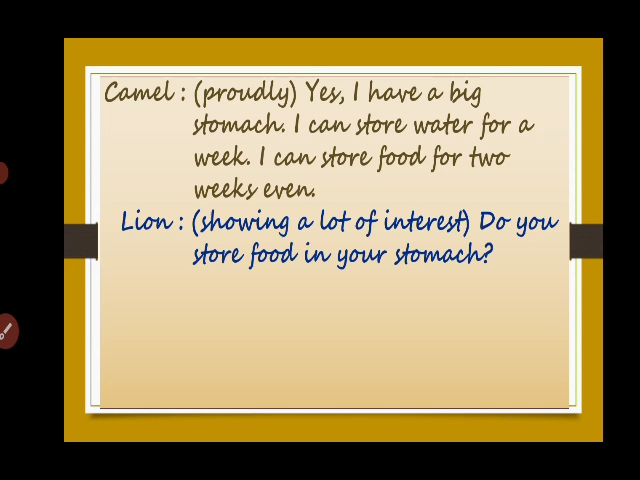 Camel : (proudly) Yes, I have a big
stomach. I can store water for a
week. I can store food for two
weeks even.
Lion : (showing a lot of interest) Do you
store food in your stomach?